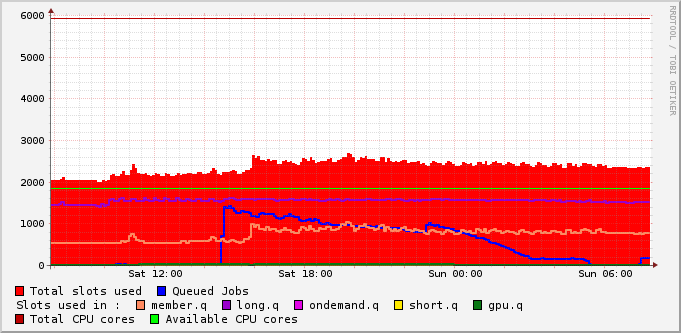 6000
5000
4000
3000
2000
1000
0
Sat 12:00 Sat 18:00 Sun 00:00 Sun 06:00
Total slots used Queued Jobs
Slots used in : member.q long.q ondemand.q short.q gpu.q
Total CPU cores Available CPU cores
RRDTOOL / TOBI OETIKER